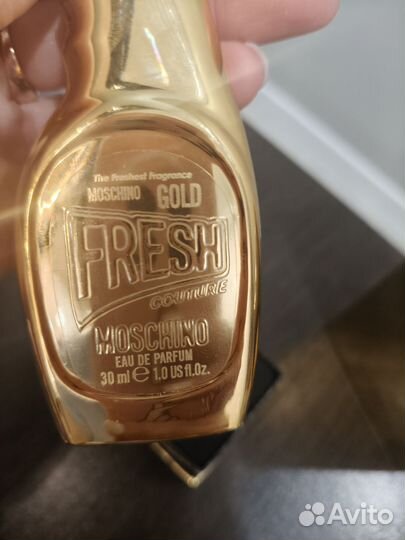 The Freshest Fragrance
MOSCHINO GOLD
FRESH
COUTURE
MOSCHINO
EAU DE PARFUM
30 ml e 1.0 US fl.Oz.
Avito